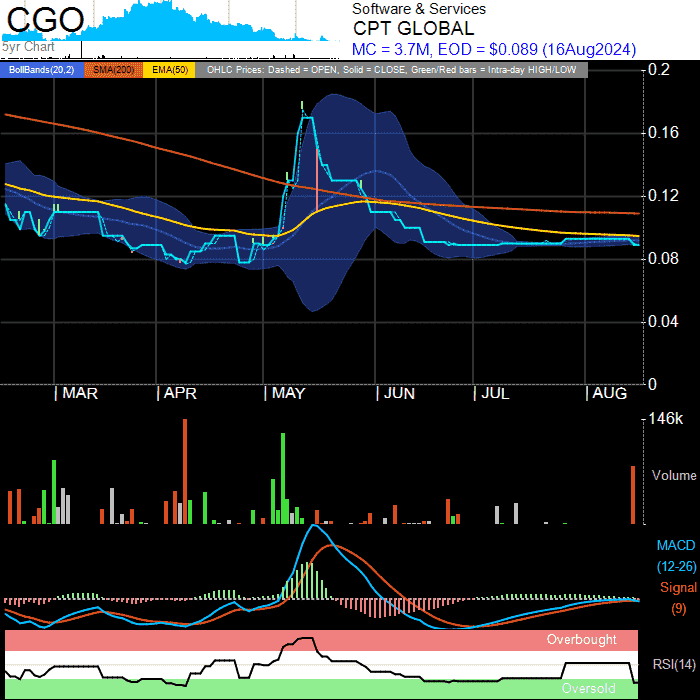 CGO
5yr Chart
Software & Services
CPT GLOBAL
MC = 3.7M, EOD = $0.089 (16Aug2024)
BollBands(20,2) SMA(200) EMA(50) OHLC Prices: Dashed = OPEN, Solid = CLOSE, Green/Red bars = Intra-day HIGH/LOW
0.2
0.16
0.12
0.08
0.04
0
MAR APR MAY JUN JUL AUG
146k
Volume
MACD
(12-26)
Signal
(9)
Overbought
RSI(14)
Oversold